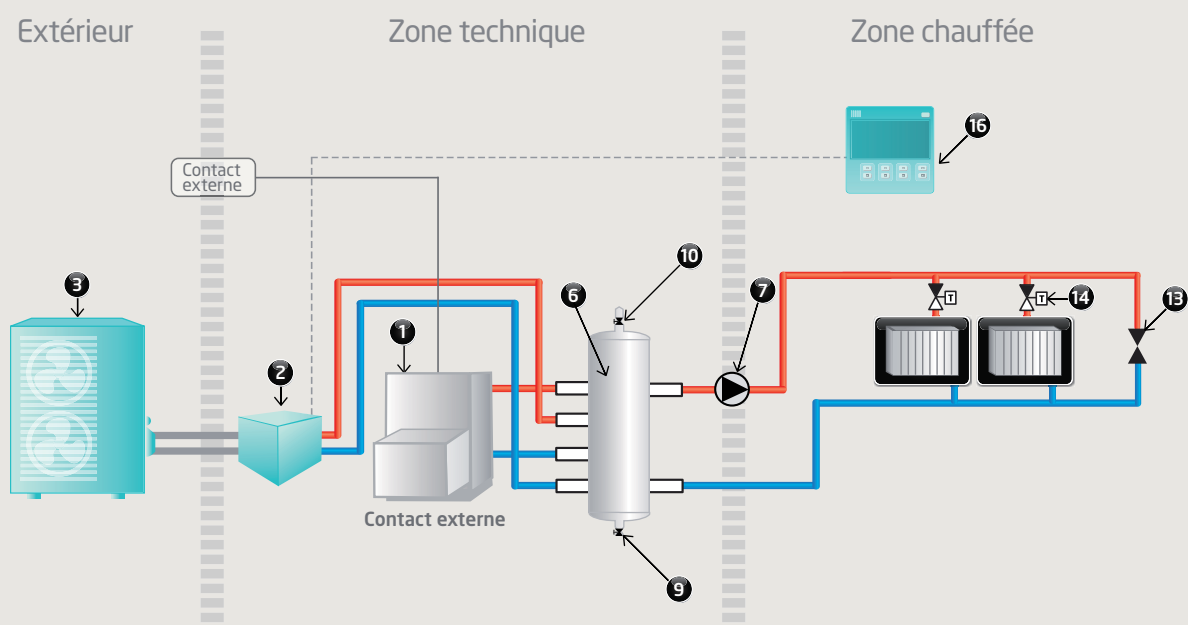 Extérieur
Zone technique
Zone chauffée
16
Contact
externe
3
10
6
7
T
T
14
13
1
2
Contact externe
9